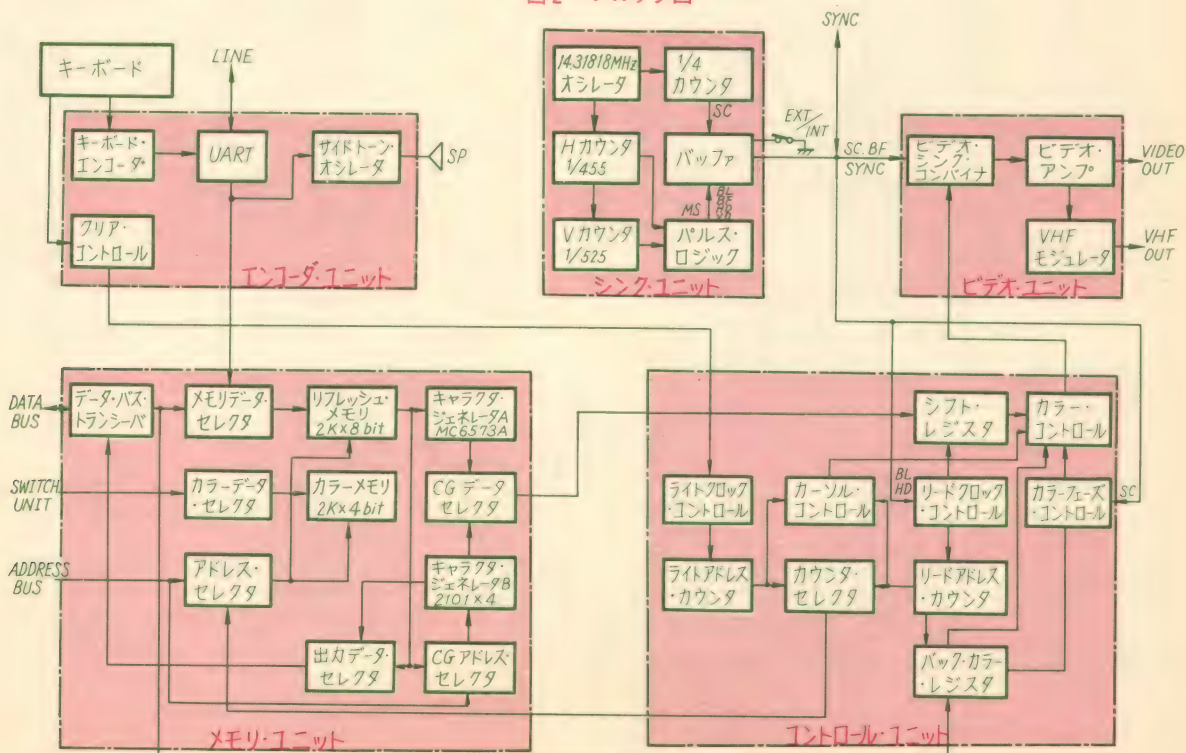 図2 ブロック図
SYNC
キーボード
LINE
キーボード・
エンコーダ
UART
サイドトーン・
オシレータ
SP
クリア・
コントロール
エンコーダ・ユニット
14.31818MHz
オシレータ
1/4
カウンタ
SC
EXT/
INT
Hカウンタ
1/455
バッファ
MS
BL
BF
Vカウンタ
1/525
パルス・
ロジック
シンク・ユニット
SC.BF
SYNC
ビデオ・
シンク・
コンバイナ
ビデオ・
アンプ
VIDEO
OUT
VHF
モジュレータ
VHF
OUT
ビデオ・ユニット
DATA
BUS
データ・バス・
トランシーバ
メモリデータ・
セレクタ
リフレッシュ・
メモリ
2K×8bit
キャラクタ・
ジェネレータA
MC6573A
SWITCH
UNIT
カラーデータ
・セレクタ
カラーメモリ
2K×4bit
CGデータ
セレクタ
ADDRESS
BUS
アドレス・
セレクタ
キャラクタ・
ジェネレータB
2101×4
出力データ・
セレクタ
CGアドレス・
セレクタ
メモリ・ユニット
シフト・
レジスタ
カラー・
コントロール
ライトクロック
・コントロール
カーソル・
コントロール
BL
HD
リードクロック
・コントロール
カラーフェーズ
・コントロール
SC
ライトアドレス
・カウンタ
カウンタ・
セレクタ
リードアドレス
・カウンタ
バック・カラー
・レジスタ
コントロール・ユニット